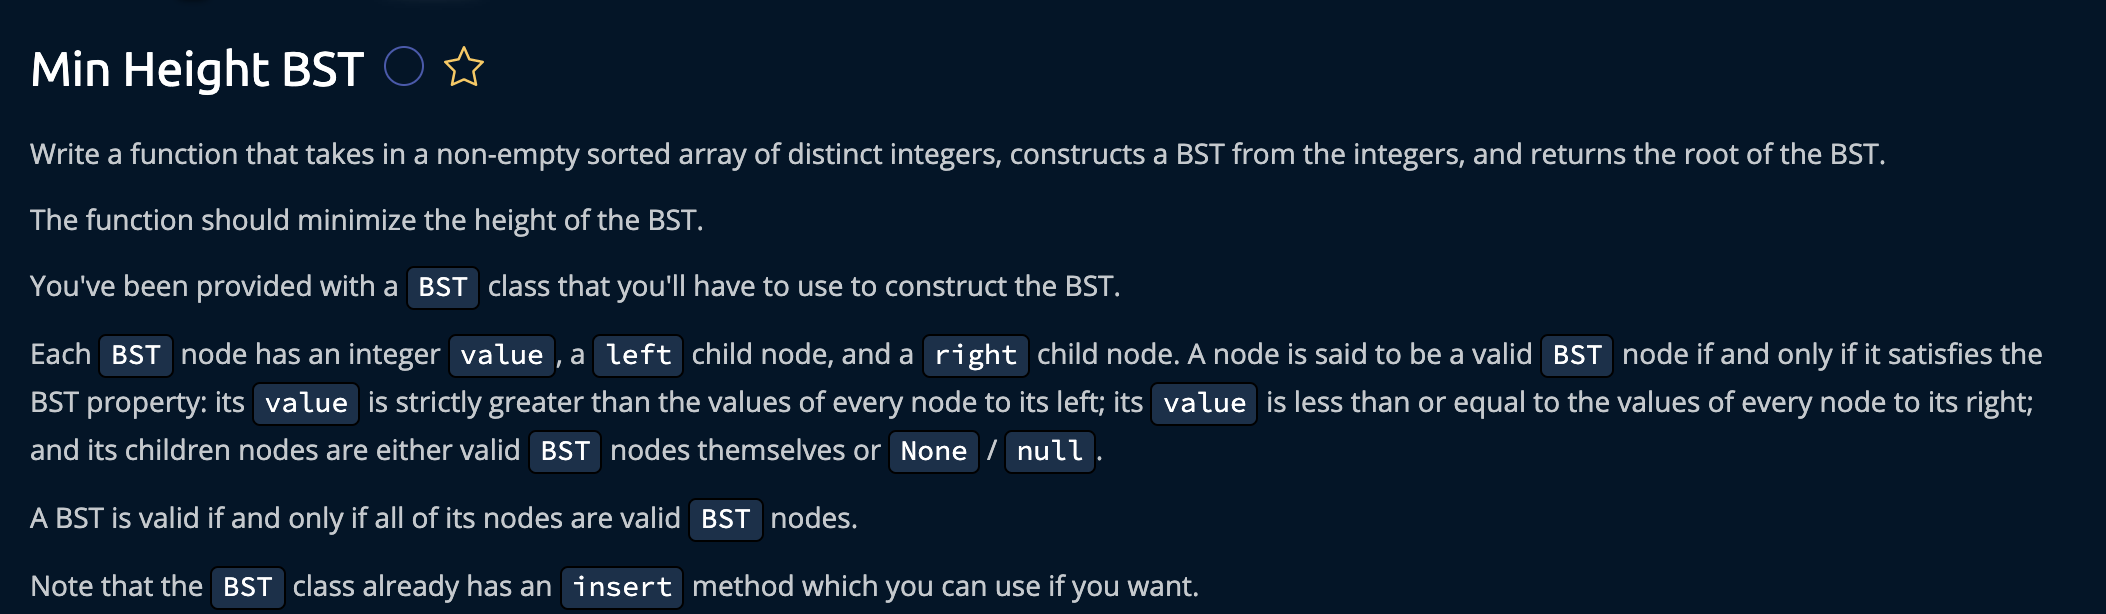 Min Height BST
Write a function that takes in a non-empty sorted array of distinct integers, constructs a BST from the integers, and returns the root of the BST.
The function should minimize the height of the BST.
You've been provided with a BST class that you'll have to use to construct the BST.
Each BST node has an integer value, a left child node, and a right child node. A node is said to be a valid BST node if and only if it satisfies the
BST property: its value is strictly greater than the values of every node to its left; its value is less than or equal to the values of every node to its right;
and its children nodes are either valid BST nodes themselves or None / null.
A BST is valid if and only if all of its nodes are valid BST nodes.
Note that the BST class already has an insert method which you can use if you want.